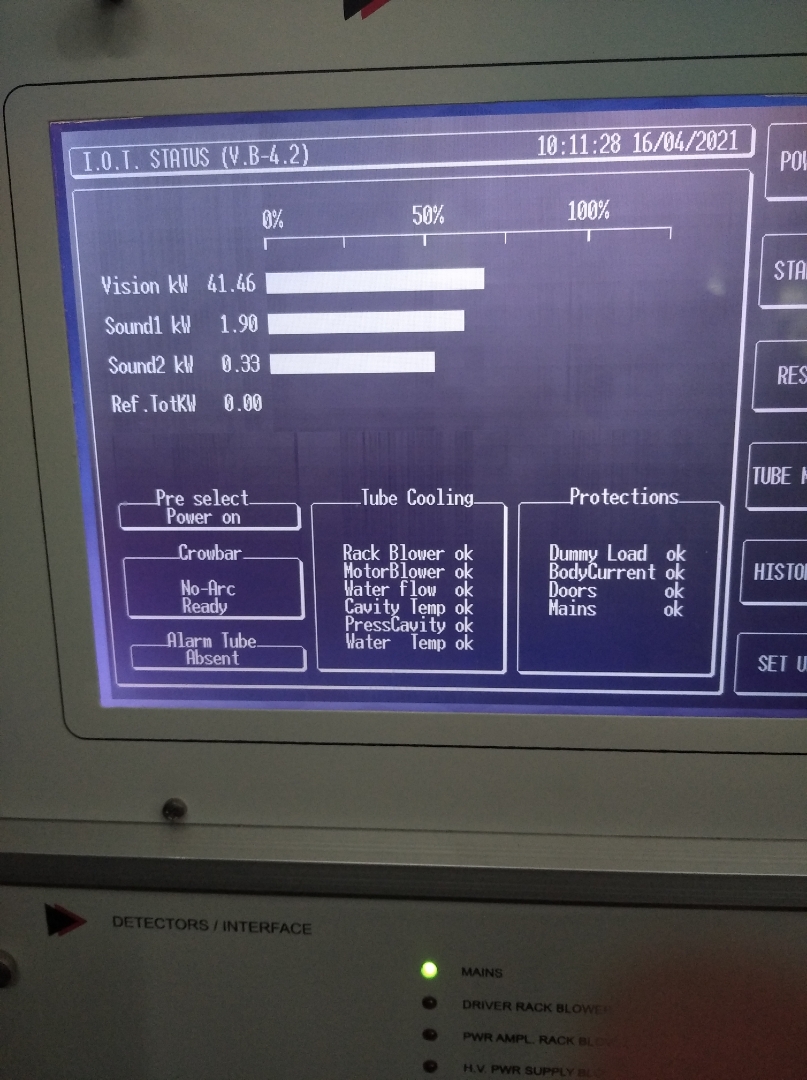 I.O.T. STATUS (V.B-4.2) 10:11:28 16/04/2021
0% 50% 100%
Vision kW 41.46
Sound1 kW 1.90
Sound2 kW 0.33
Ref.TotKW 0.00
Pre select
Power on
Crowbar
No-Arc
Ready
Alarm Tube
Absent
Tube Cooling
Rack Blower ok
MotorBlower ok
Water flow ok
Cavity Temp ok
PressCavity ok
Water Temp ok
Protections
Dummy Load ok
BodyCurrent ok
Doors ok
Mains ok
POW
STA
RES
TUBE
HISTO
SET U
DETECTORS / INTERFACE
MAINS
DRIVER RACK BLOWE
PWR AMPL. RACK BL
H.V. PWR SUPPLY BL